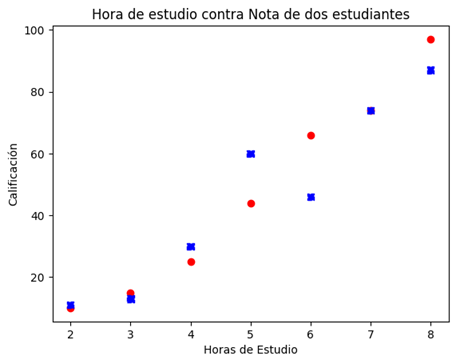 Hora de estudio contra Nota de dos estudiantes
100
80
60
40
20
Calificación
2 3 4 5 6 7 8
Horas de Estudio